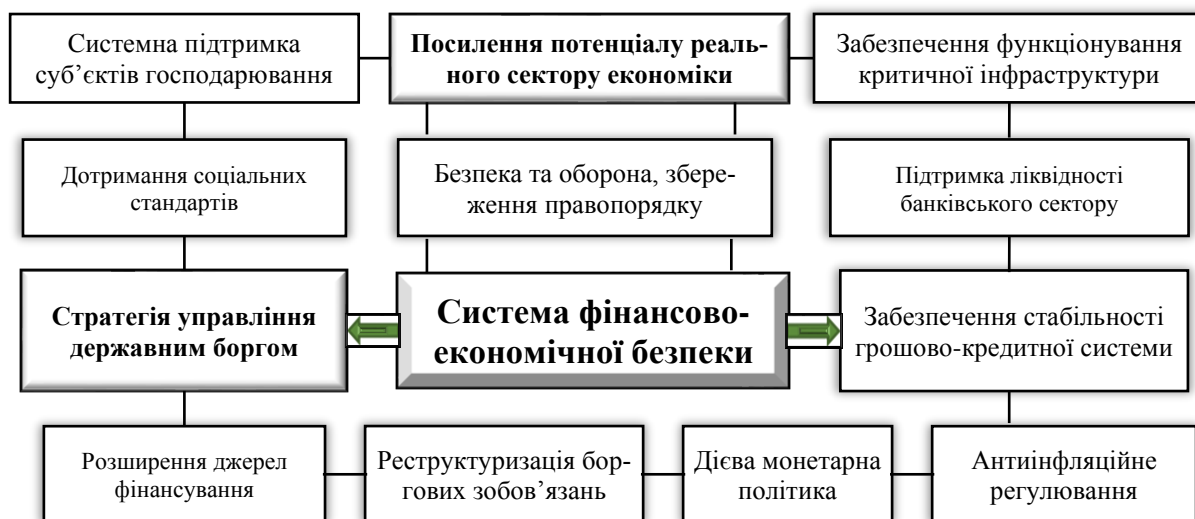 Системна підтримка
суб’єктів господарювання
Посилення потенціалу реаль-
ного сектору економіки
Забезпечення функціонування
критичної інфраструктури
Дотримання соціальних
стандартів
Безпека та оборона, збере-
ження правопорядку
Підтримка ліквідності
банківського сектору
Стратегія управління
державним боргом
Система фінансово-
економічної безпеки
Забезпечення стабільності
грошово-кредитної системи
Розширення джерел
фінансування
Реструктуризація бор-
гових зобов’язань
Дієва монетарна
політика
Антиінфляційне
регулювання